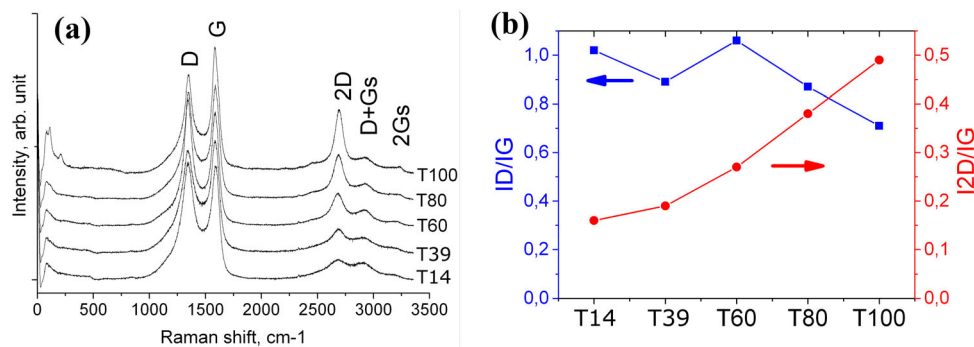 (a)
D
G
2D
D+Gs
2Gs
T100
T80
T60
T39
T14
Intensity, arb. unit
0 500 1000 1500 2000 2500 3000 3500
Raman shift, cm-1
(b)
1,0
0,8
0,6
0,4
0,2
0,0
ID/IG
0,5
0,4
0,3
0,2
0,1
0,0
I2D/IG
T14 T39 T60 T80 T100